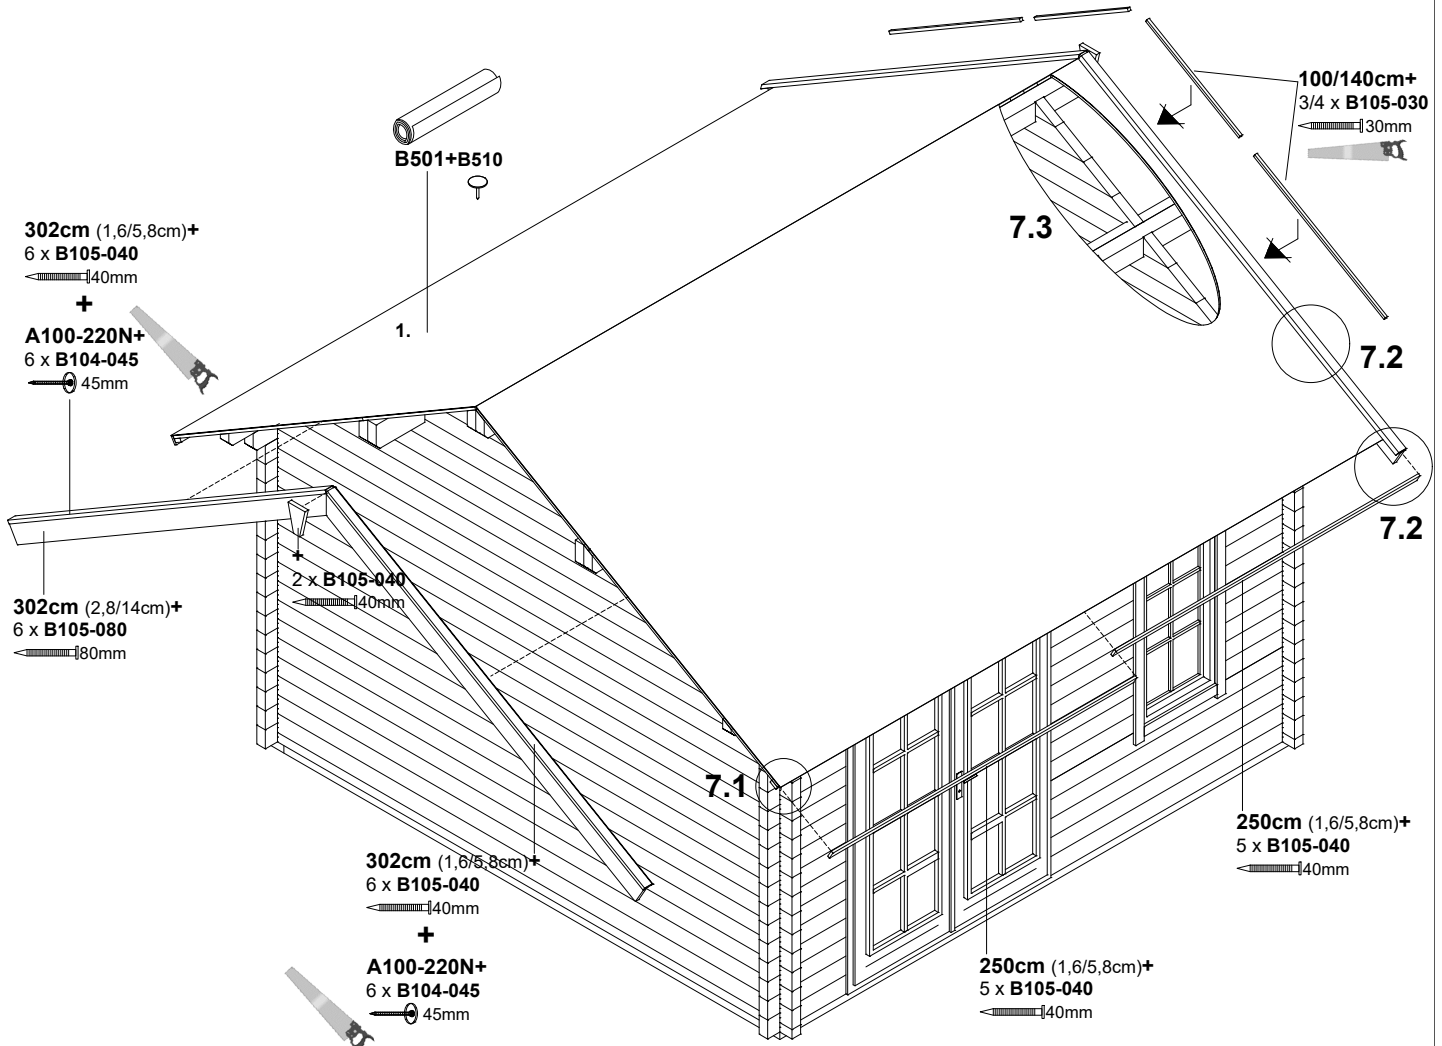 100/140cm+
3/4 x B105-030
30mm
B501+B510
302cm (1,6/5,8cm)+
6 x B105-040
40mm
+
A100-220N+
6 x B104-045
45mm
1.
7.3
7.2
7.2
+
2 x B105-040
40mm
302cm (2,8/14cm)+
6 x B105-080
80mm
7.1
302cm (1,6/5,8cm)+
6 x B105-040
40mm
+
A100-220N+
6 x B104-045
45mm
250cm (1,6/5,8cm)+
5 x B105-040
40mm
250cm (1,6/5,8cm)+
5 x B105-040
40mm